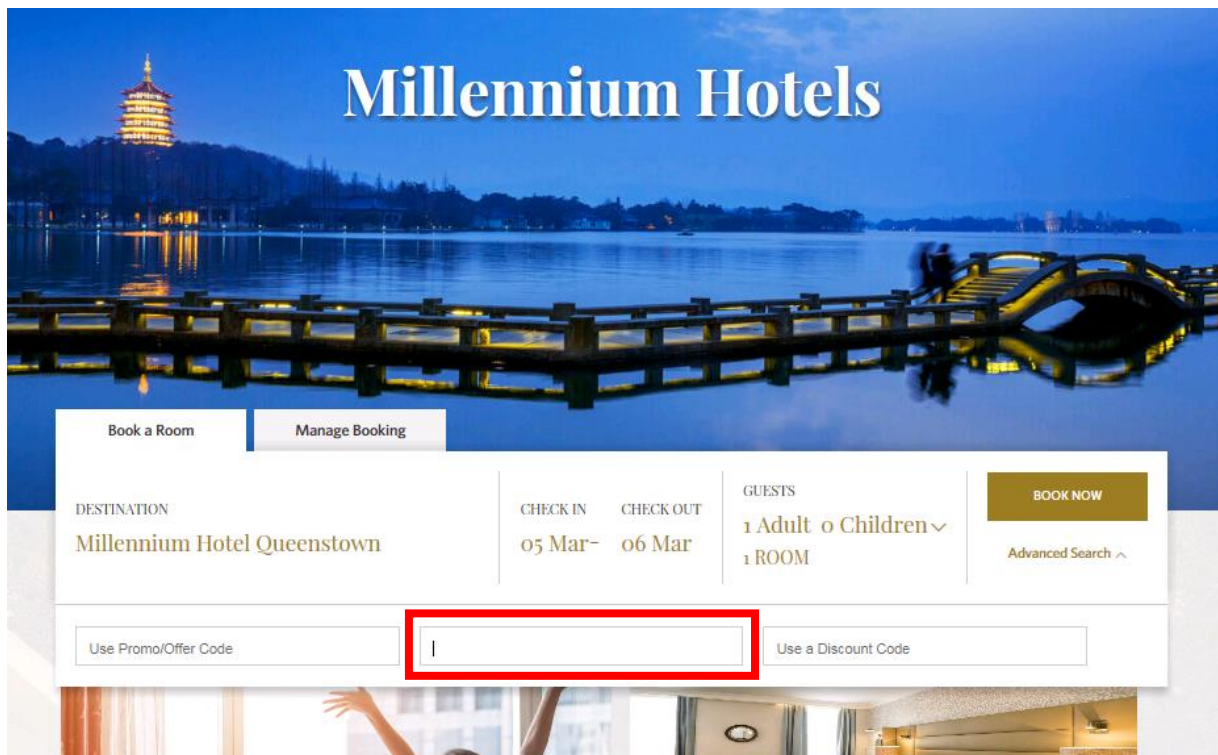 Millennium Hotels
Book a Room
Manage Booking
DESTINATION
Millennium Hotel Queenstown
CHECK IN
05 Mar-
CHECK OUT
06 Mar
GUESTS
1 Adult 0 Children
1 ROOM
BOOK NOW
Advanced Search
Use Promo/Offer Code
Use a Discount Code